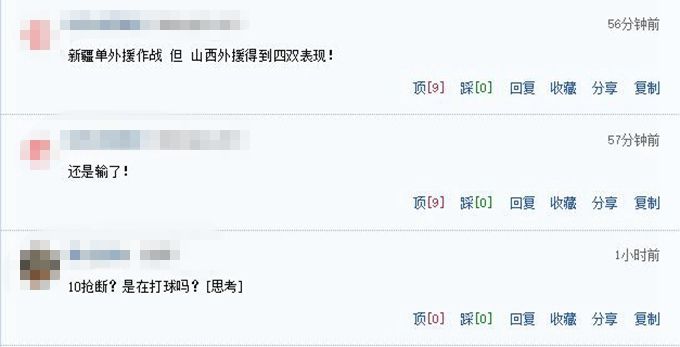 56分钟前
新疆单外援作战 但 山西外援得到四双表现！
顶[9] 踩[0] 回复 收藏 分享 复制
57分钟前
还是输了！
顶[9] 踩[0] 回复 收藏 分享 复制
1小时前
10抢断？是在打球吗？[思考]
顶[0] 踩[0] 回复 收藏 分享 复制